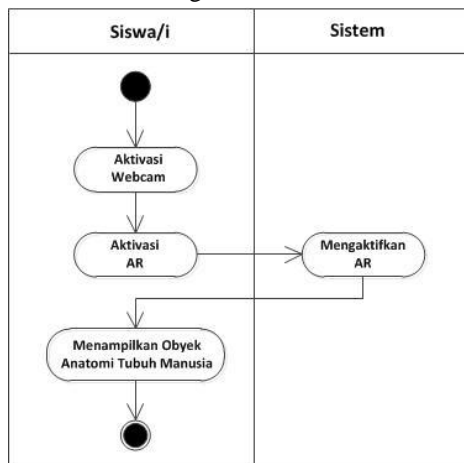 Siswa/i
Sistem
Aktivasi
Webcam
Aktivasi
AR
Mengaktifkan
AR
Menampilkan Obyek
Anatomi Tubuh Manusia